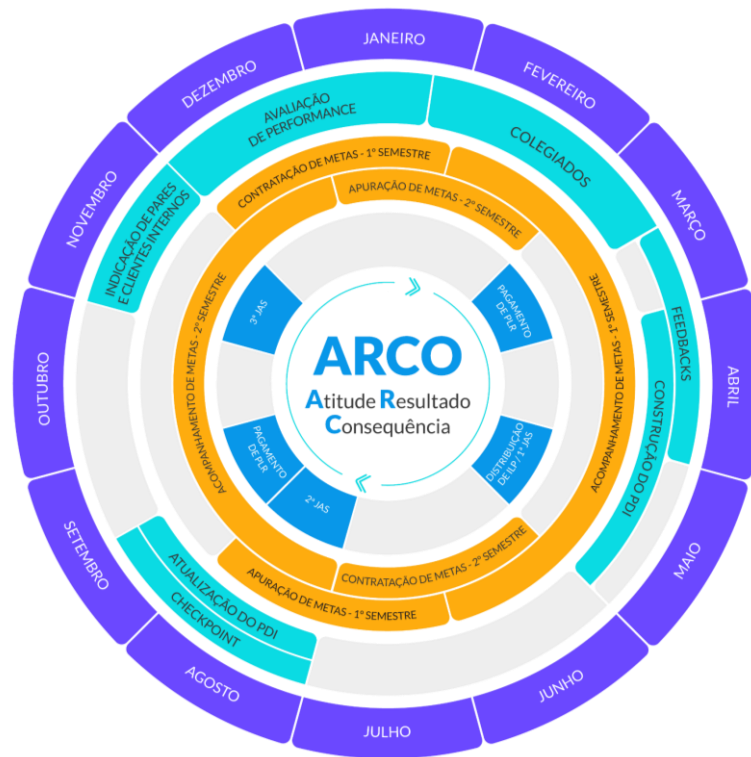 JANEIRO
FEVEREIRO
MARÇO
ABRIL
MAIO
JUNHO
JULHO
AGOSTO
SETEMBRO
OUTUBRO
NOVEMBRO
DEZEMBRO
AVALIAÇÃO
DE PERFORMANCE
COLEGIADOS
FEEDBACKS
CONSTRUÇÃO DO PDI
ATUALIZAÇÃO DO PDI
CHECKPOINT
INDICAÇÃO DE PARES
E CLIENTES INTERNOS
CONTRATAÇÃO DE METAS - 1º SEMESTRE
APURAÇÃO DE METAS - 2º SEMESTRE
ACOMPANHAMENTO DE METAS - 1º SEMESTRE
CONTRATAÇÃO DE METAS - 2º SEMESTRE
APURAÇÃO DE METAS - 1º SEMESTRE
ACOMPANHAMENTO DE METAS - 2º SEMESTRE
PAGAMENTO
DE PLR
DISTRIBUIÇÃO
DE ILP / 1º JAS
2º JAS
PAGAMENTO
DE PLR
3º JAS
ARCO
Atitude Resultado
Consequência